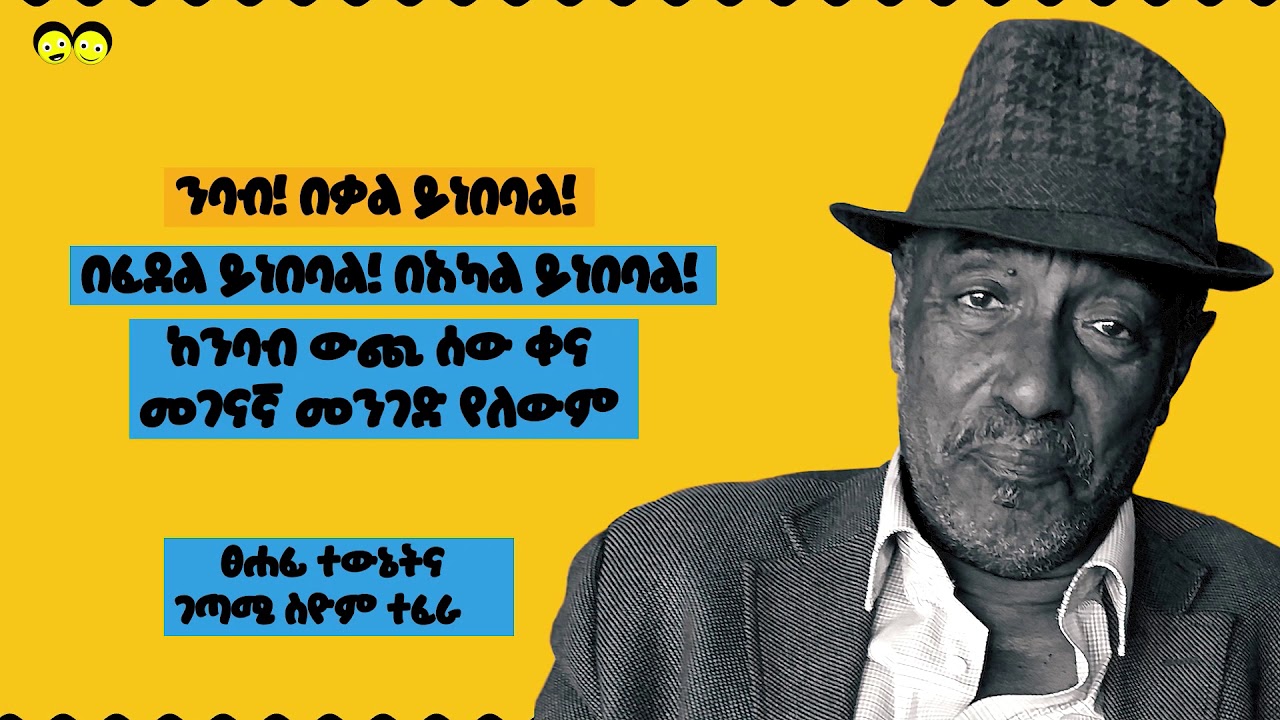 ንባብ! በቃል ይነበባል!
በፊደል ይነበባል! በአካል ይነበባል!
ከንባብ ውጪ ሰው ቀና
መገናኛ መንገድ የለውም
ፀሐፊ ተውኔትና
ገጣሚ ስዩም ተፈራ